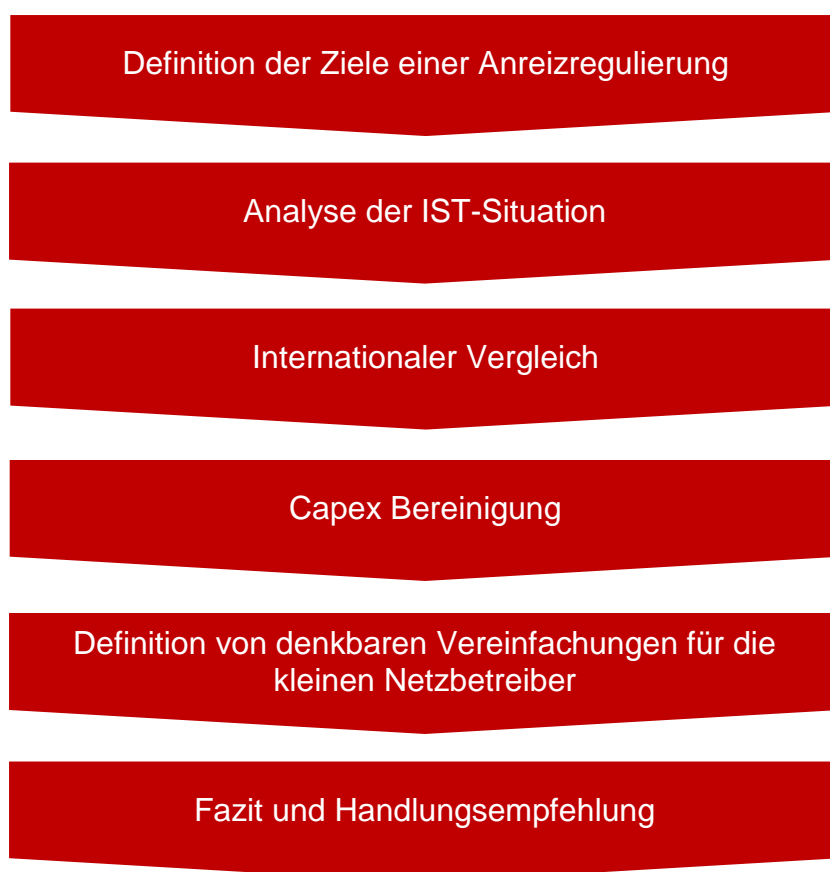 Definition der Ziele einer Anreizregulierung
Analyse der IST-Situation
Internationaler Vergleich
Capex Bereinigung
Definition von denkbaren Vereinfachungen für die
kleinen Netzbetreiber
Fazit und Handlungsempfehlung